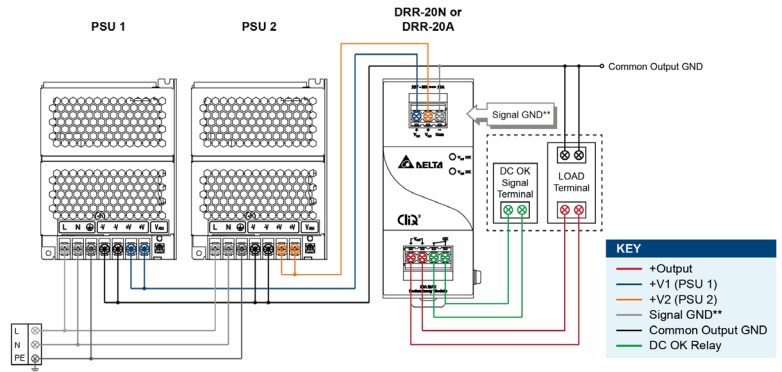 PSU 1
PSU 2
DRR-20N or
DRR-20A
Common Output GND
Signal GND**
DELTA
CliQ
DC OK
Signal
Terminal
LOAD
Terminal
L N -V -V +V +V
L N -V -V +V +V
L
N
PE
KEY
+Output
+V1 (PSU 1)
+V2 (PSU 2)
Signal GND**
Common Output GND
DC OK Relay